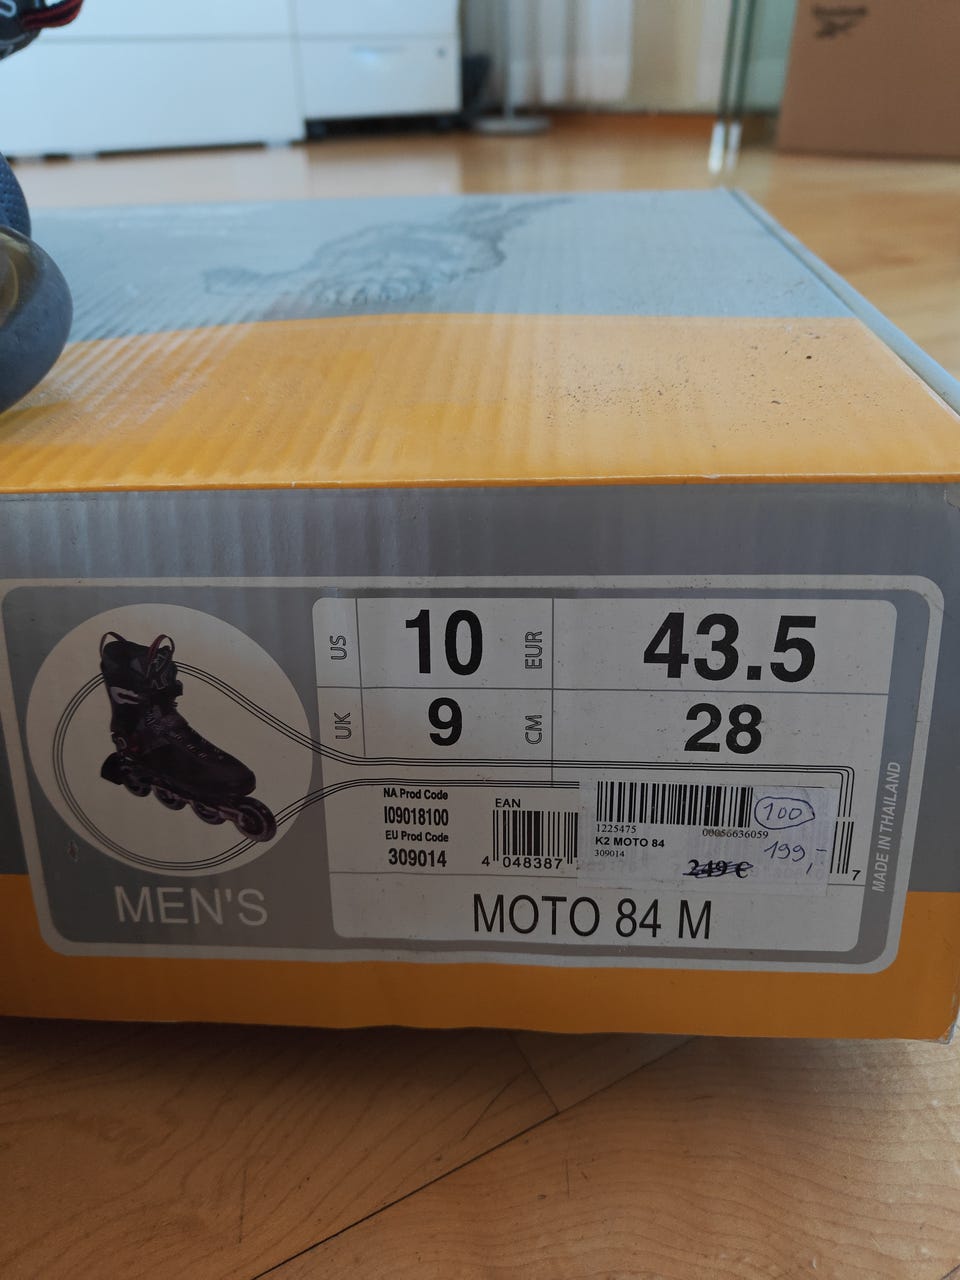 Reebok
US 10 EUR 43.5
UK 9 CM 28
NA Prod Code
I09018100
EU Prod Code
309014
EAN
4 048387
7
1225475 00056636059
K2 MOTO 84
309014
100
249 €
199,-
MEN'S
MOTO 84 M
MADE IN THAILAND